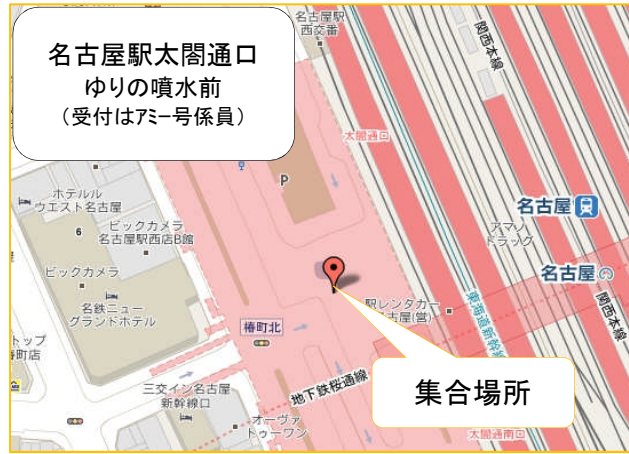 名古屋駅太閤通口
ゆりの噴水前
(受付はアミー号係員)
名古屋駅
西交番
関西本線
太閤通口
P
ホテルル
ウエスト名古屋
6
ビックカメラ
名古屋駅西店B館
ビックカメラ
名鉄ニュー
グランドホテル
名古屋
アマノ
ドラッグ
名古屋
駅レンタカー
古屋(営)
東海道新幹線
関西本線
椿町北
トップ
椿町店
三交イン名古屋
新幹線口
地下鉄桜通線
オーヴァ
トゥーワン
集合場所
太閤通南口